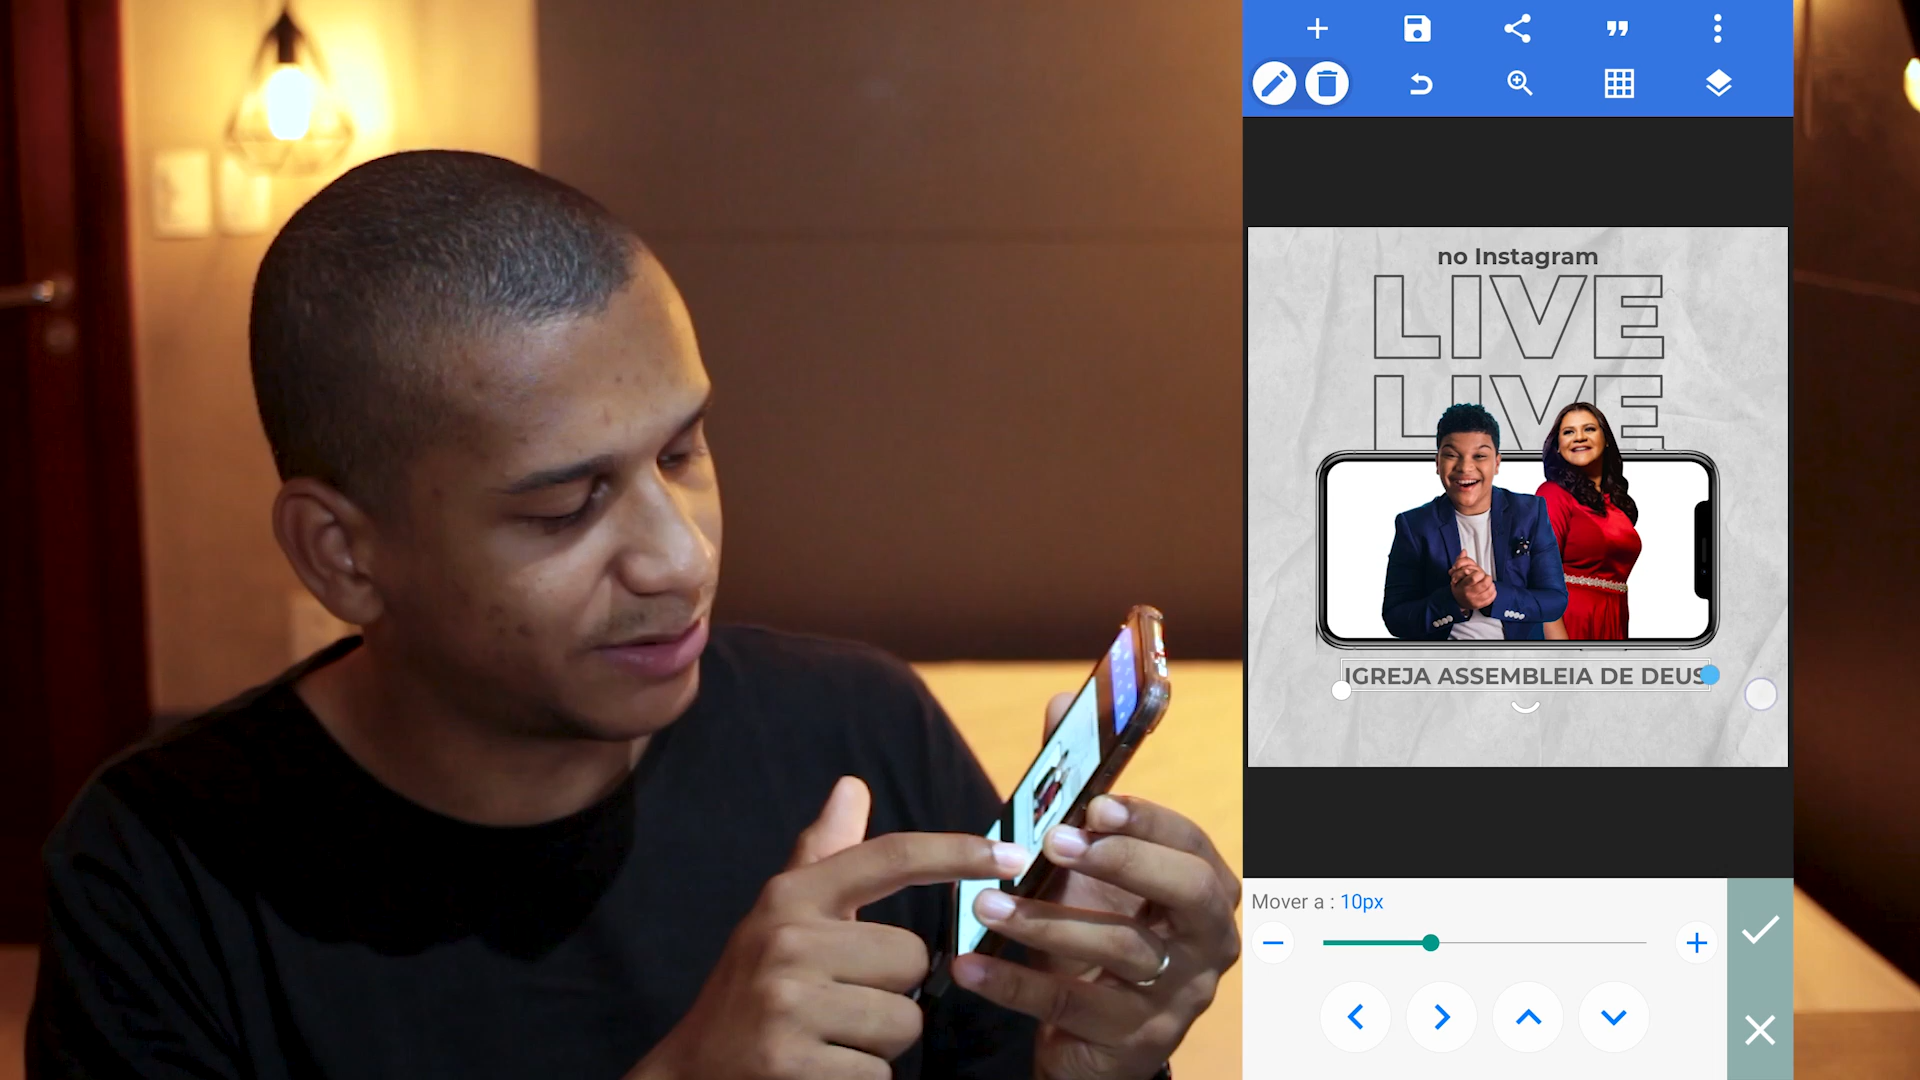 no Instagram
LIVE
LIVE
IGREJA ASSEMBLEIA DE DEUS
Mover a : 10px